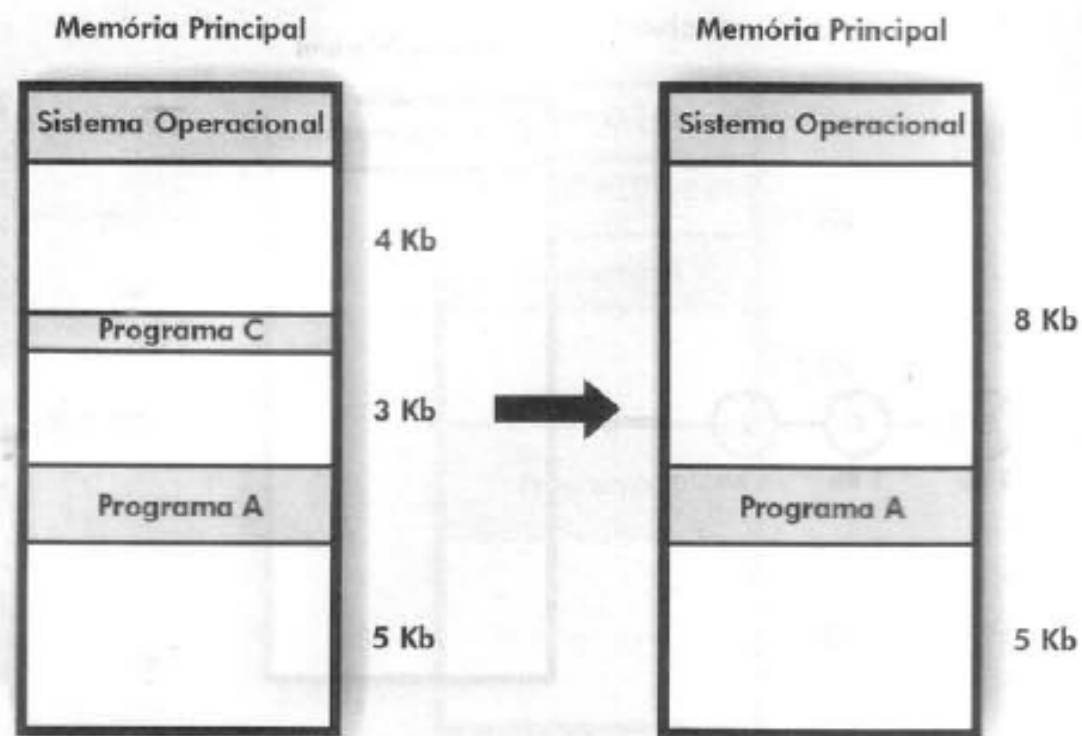 Memória Principal
Sistema Operacional
4 Kb
Programa C
3 Kb
Programa A
5 Kb
Memória Principal
Sistema Operacional
8 Kb
Programa A
5 Kb